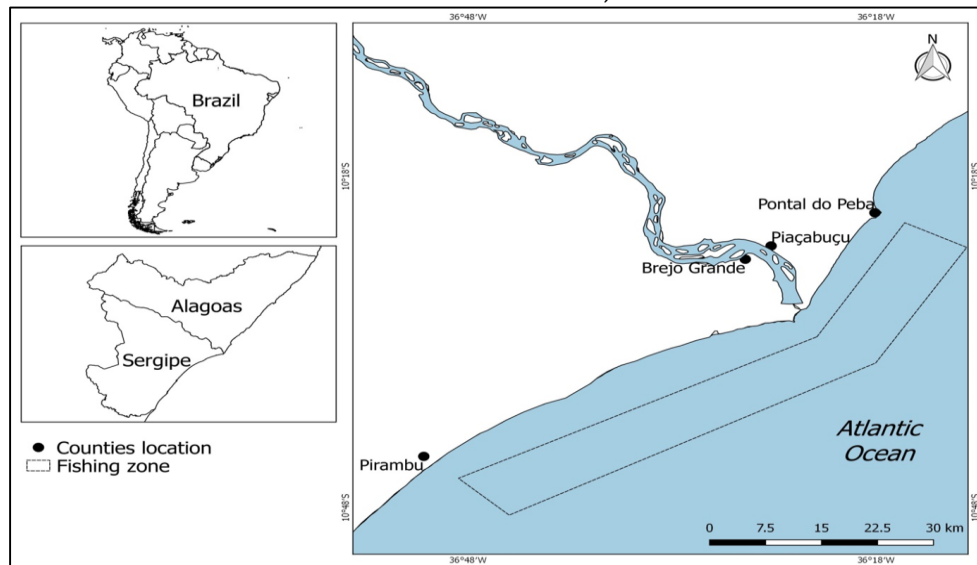 36°48'W
36°18'W
Brazil
N
10°18'S
10°18'S
Pontal do Peba
Piaçabuçu
Brejo Grande
Alagoas
Sergipe
Atlantic
Ocean
Counties location
Fishing zone
Pirambu
10°48'S
10°48'S
0 7.5 15 22.5 30 km
36°48'W
36°18'W